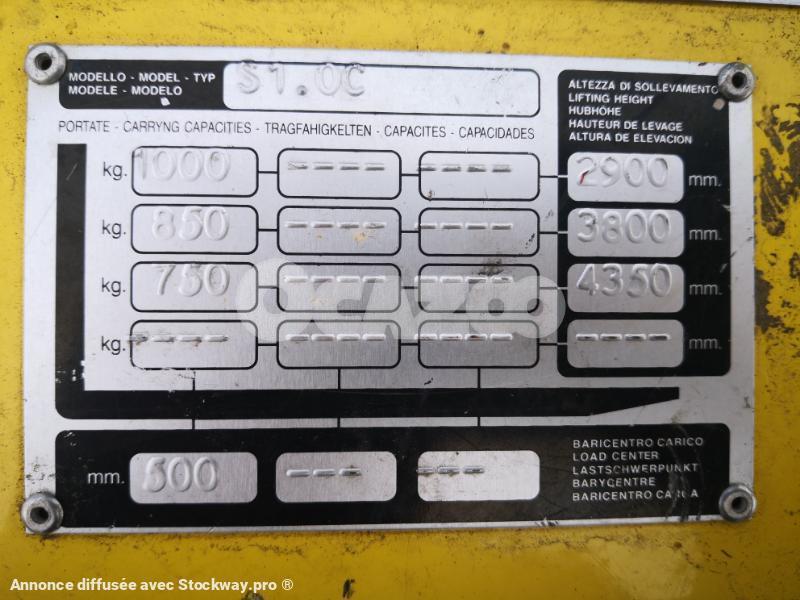 MODELLO - MODEL - TYP
MODELE - MODELO
S1.0C
ALTEZZA DI SOLLEVAMENTO
LIFTING HEIGHT
HUBHÖHE
HAUTEUR DE LEVAGE
ALTURA DE ELEVACION
PORTATE - CARRYNG CAPACITIES - TRAGFAHIGKELTEN - CAPACITES - CAPACIDADES
kg. 1000 ---- ---- 2900 mm.
kg. 850 ---- ---- 3800 mm.
kg. 750 ---- ---- 4350 mm.
OCAZOO
kg. ---- ---- ---- ---- mm.
mm. 500 --- ---
BARICENTRO CARICO
LOAD CENTER
LASTSCHWERPUNKT
BARYCENTRE
BARICENTRO CARGA
Annonce diffusée avec Stockway.pro ®